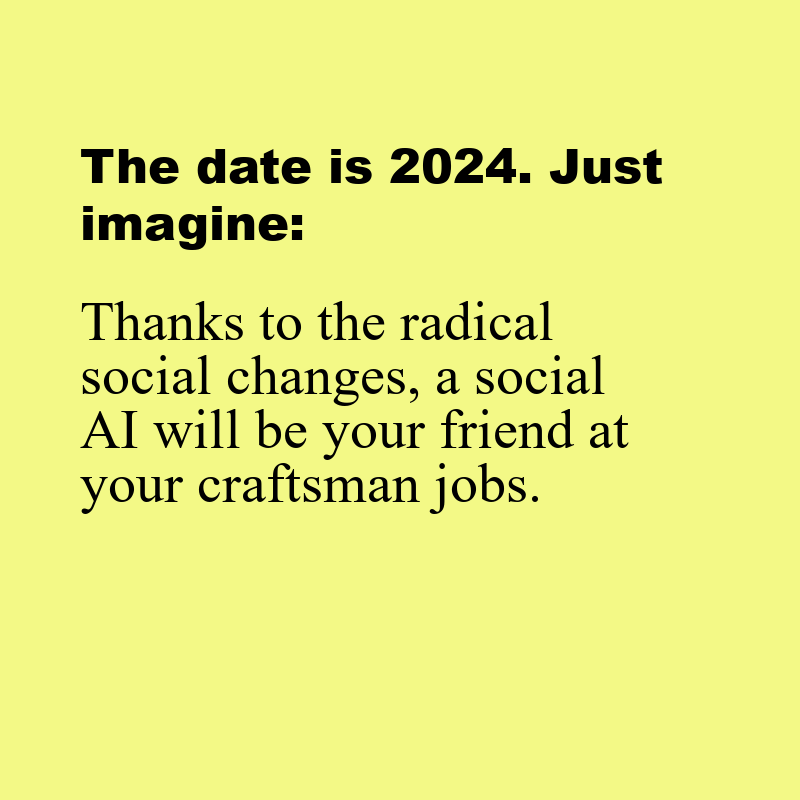 The date is 2024. Just
imagine:
Thanks to the radical
social changes, a social
AI will be your friend at
your craftsman jobs.